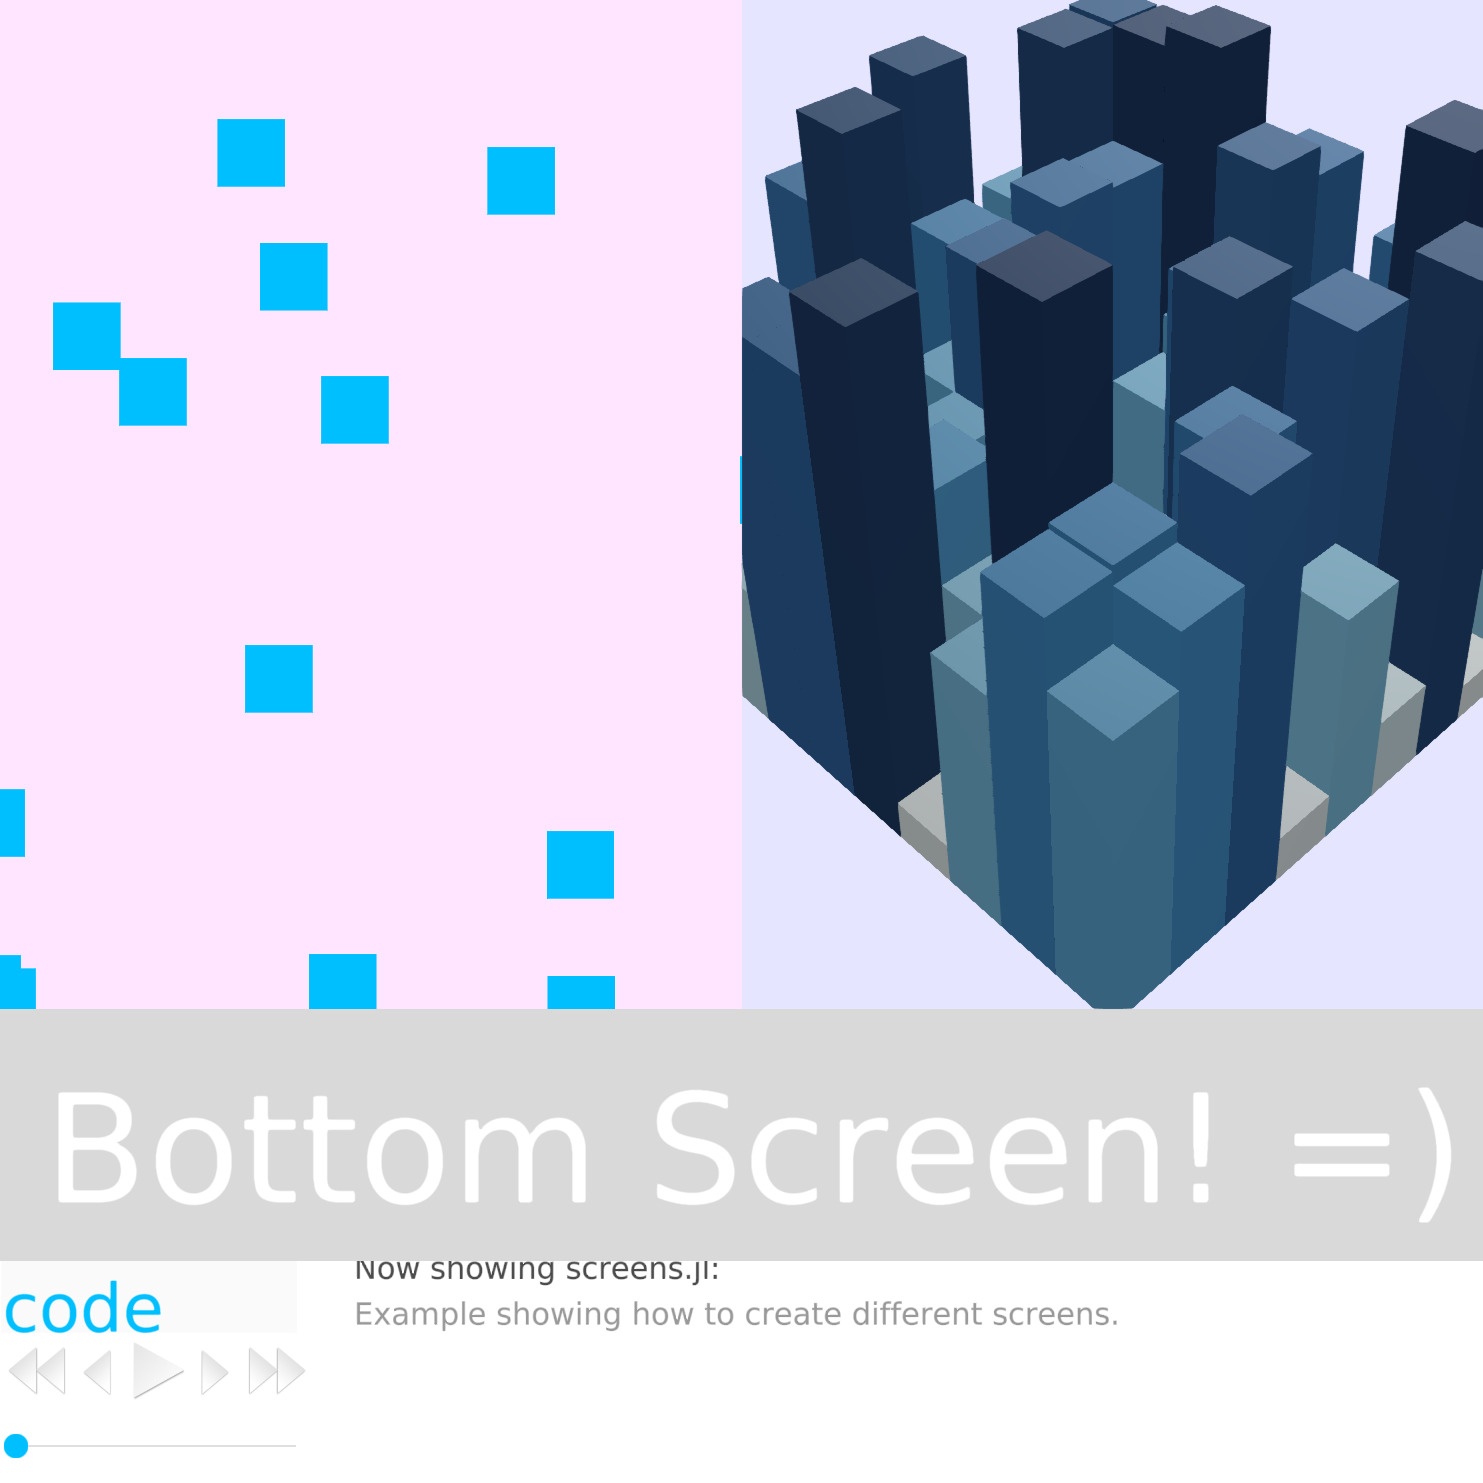 Bottom Screen! =)
Now showing screens.jl:
code
Example showing how to create different screens.